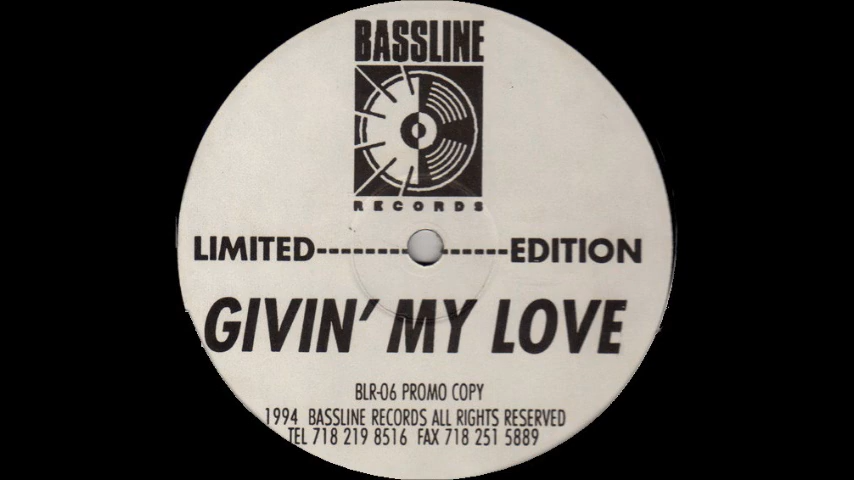 BASSLINE
RECORDS
LIMITED------------------EDITION
GIVIN' MY LOVE
BLR-06 PROMO COPY
1994 BASSLINE RECORDS ALL RIGHTS RESERVED
TEL 718 219 8516 FAX 718 251 5889